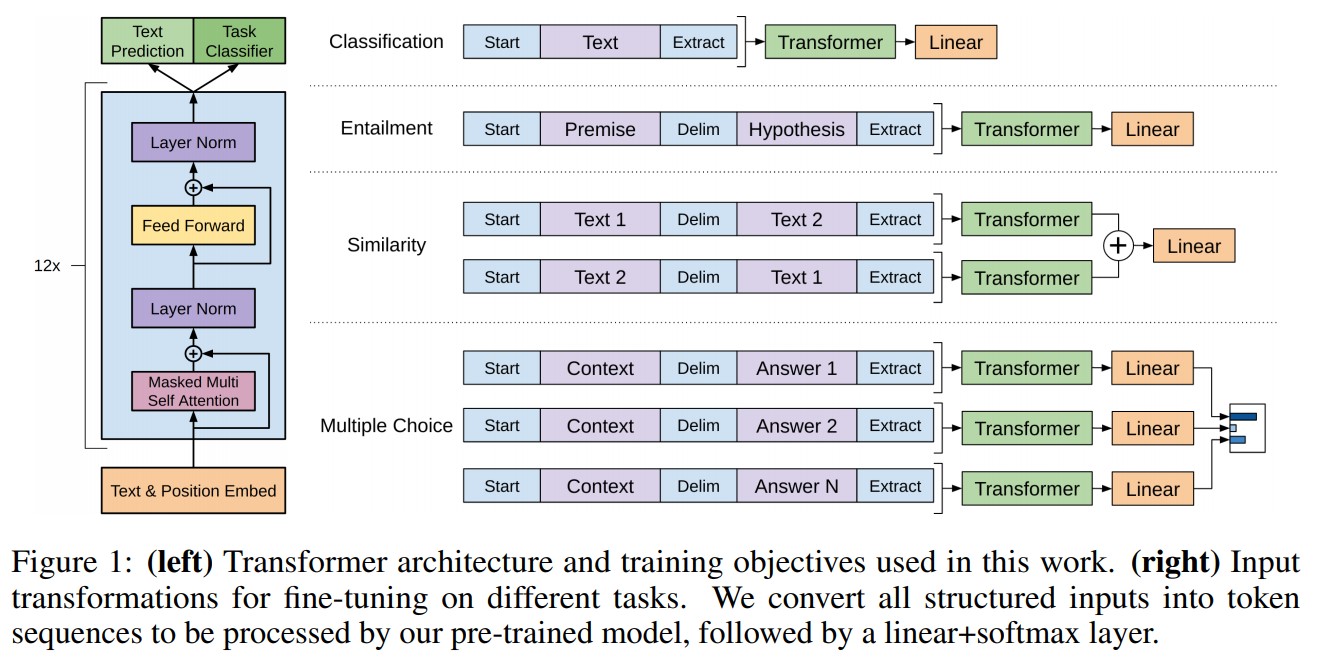 Text Prediction
Task Classifier
Layer Norm
+
Feed Forward
12x
Layer Norm
+
Masked Multi
Self Attention
Text & Position Embed
Classification Start Text Extract Transformer Linear
Entailment Start Premise Delim Hypothesis Extract Transformer Linear
Similarity
Start Text 1 Delim Text 2 Extract Transformer
+ Linear
Start Text 2 Delim Text 1 Extract Transformer
Multiple Choice
Start Context Delim Answer 1 Extract Transformer Linear
Start Context Delim Answer 2 Extract Transformer Linear
Start Context Delim Answer N Extract Transformer Linear
Figure 1: (left) Transformer architecture and training objectives used in this work. (right) Input
transformations for fine-tuning on different tasks. We convert all structured inputs into token
sequences to be processed by our pre-trained model, followed by a linear+softmax layer.